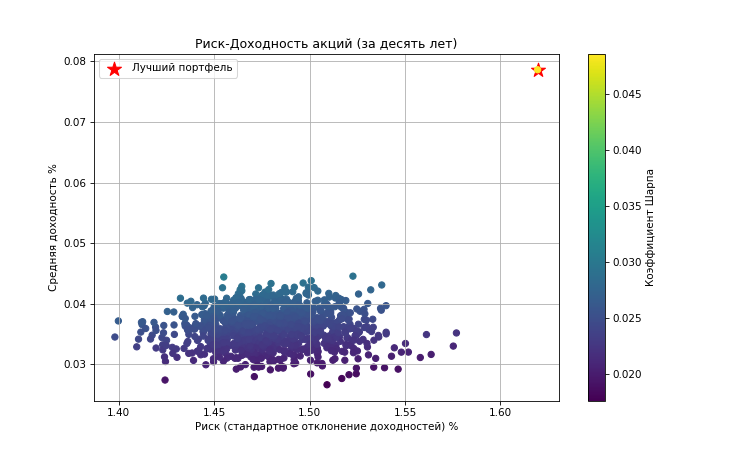 Риск-Доходность акций (за десять лет)
Лучший портфель
Средняя доходность %
0.08
0.07
0.06
0.05
0.04
0.03
1.40 1.45 1.50 1.55 1.60
Риск (стандартное отклонение доходностей) %
0.045
0.040
0.035
0.030
0.025
0.020
Коэффициент Шарпа